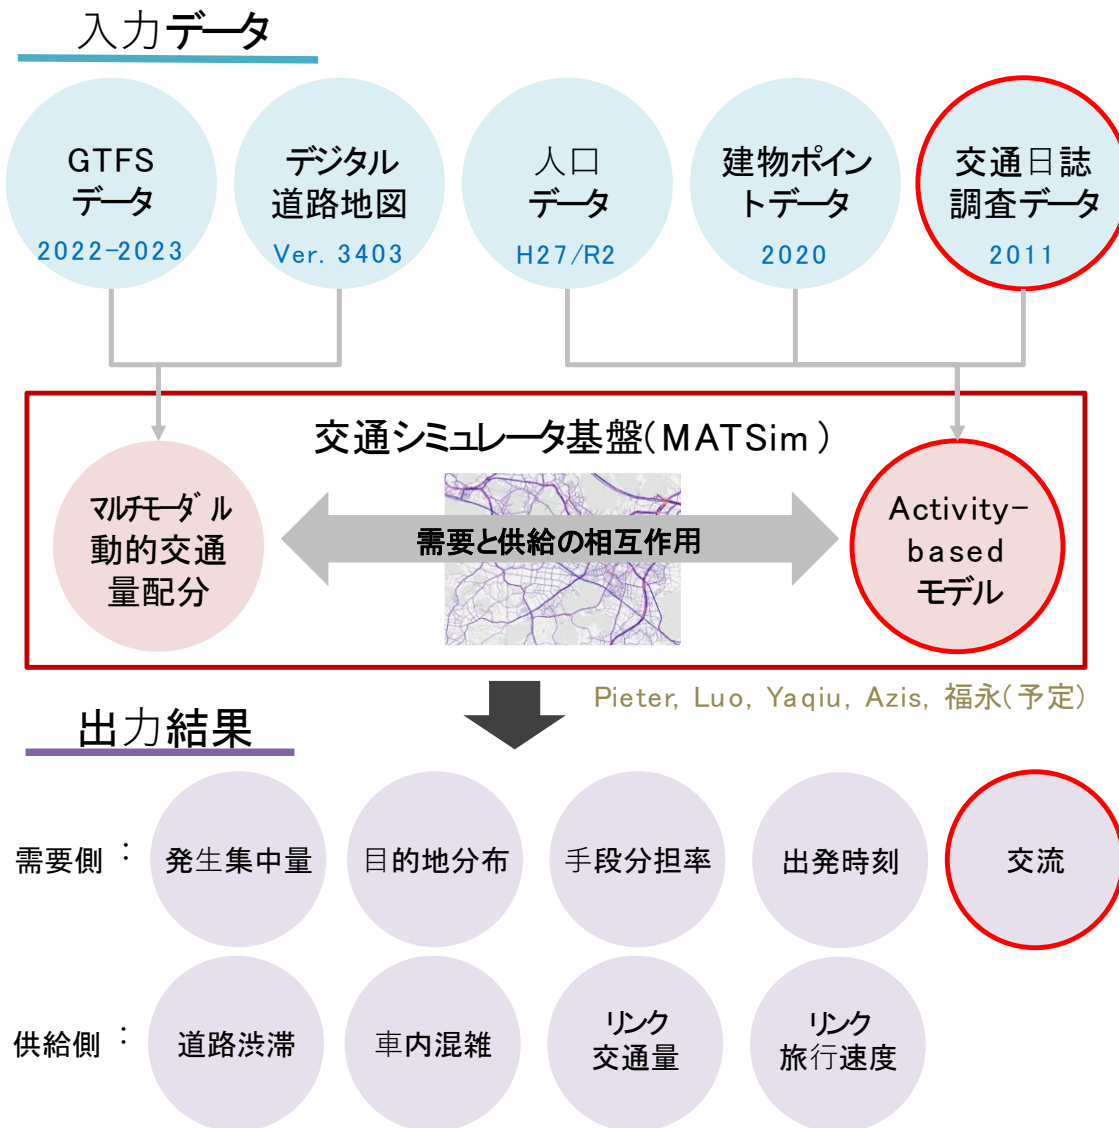 入力データ
GTFS
データ
2022-2023
デジタル
道路地図
Ver. 3403
人口
データ
H27/R2
建物ポイン
トデータ
2020
交通日誌
調査データ
2011
交通シミュレータ基盤(MATSim)
マルチモーダル
動的交通
量配分
需要と供給の相互作用
Activity-
based
モデル
Pieter, Luo, Yaqiu, Azis, 福永(予定)
出力結果
需要側：
発生集中量
目的地分布
手段分担率
出発時刻
交流
供給側：
道路渋滞
車内混雑
リンク
交通量
リンク
旅行速度